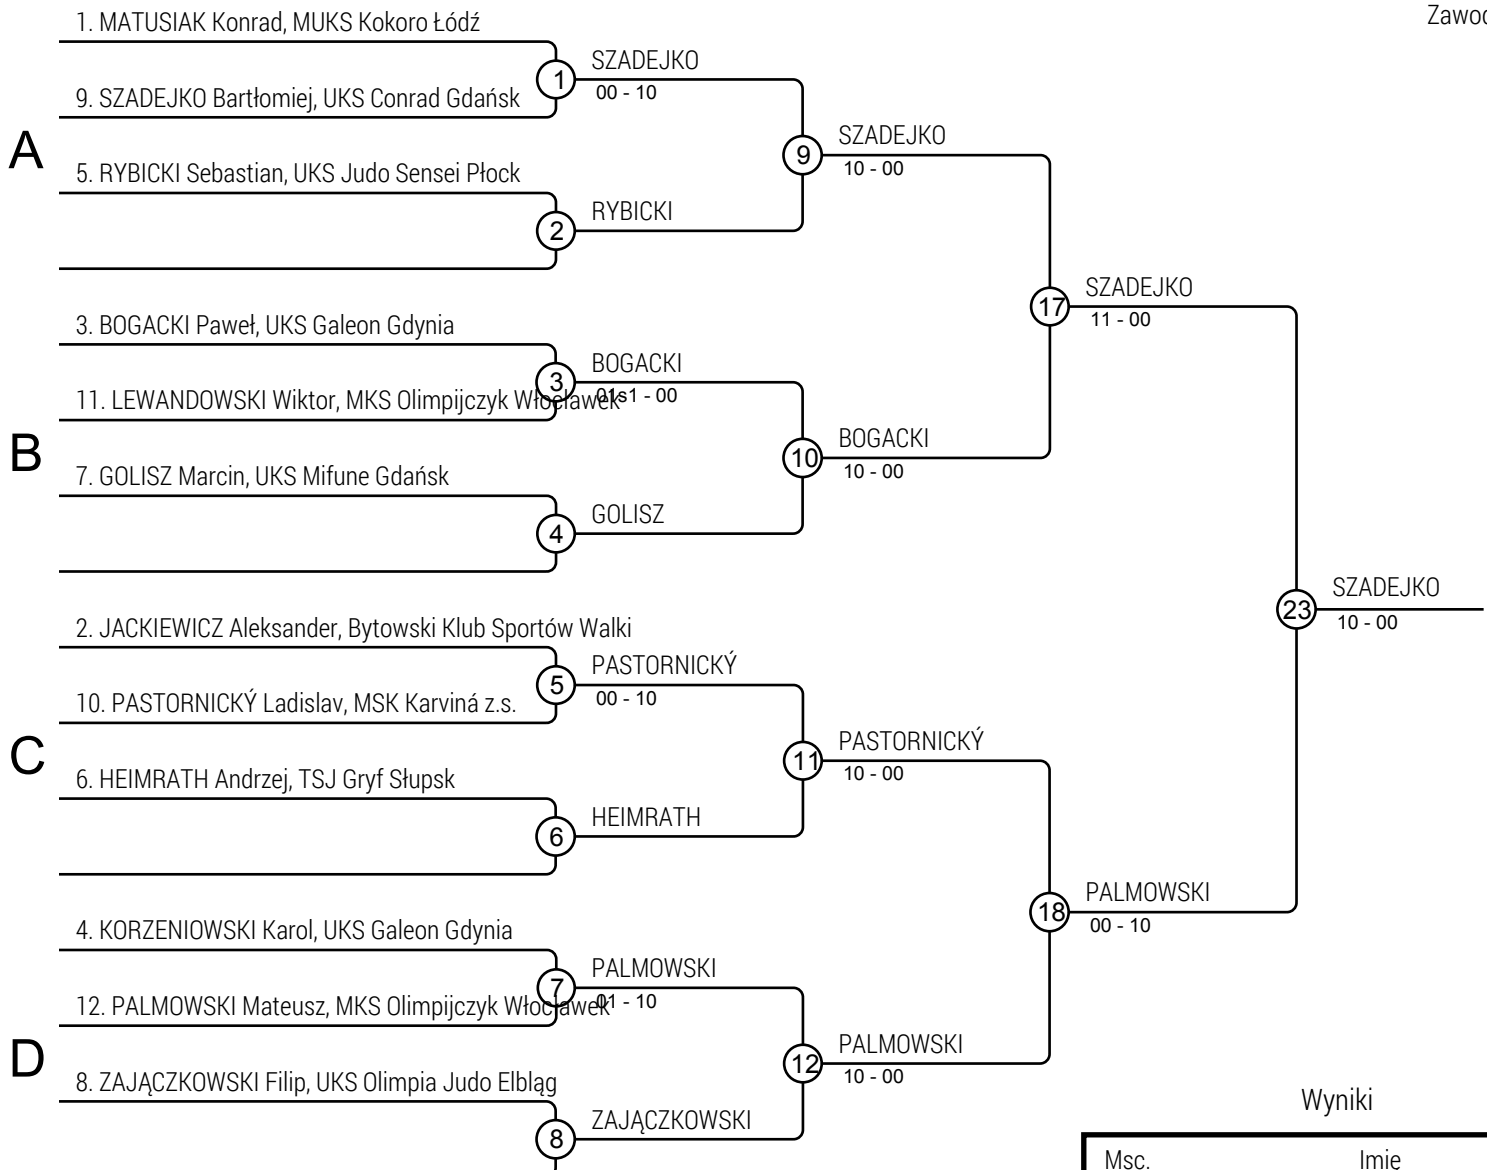 Zawod
1. MATUSIAK Konrad, MUKS Kokoro Łódź
9. SZADEJKO Bartłomiej, UKS Conrad Gdańsk
1
SZADEJKO
00 - 10
A
5. RYBICKI Sebastian, UKS Judo Sensei Płock
2
RYBICKI
9
SZADEJKO
10 - 00
3. BOGACKI Paweł, UKS Galeon Gdynia
11. LEWANDOWSKI Wiktor, MKS Olimpijczyk Włocławek
3
BOGACKI
01s1 - 00
B
7. GOLISZ Marcin, UKS Mifune Gdańsk
4
GOLISZ
10
BOGACKI
10 - 00
17
SZADEJKO
11 - 00
2. JACKIEWICZ Aleksander, Bytowski Klub Sportów Walki
10. PASTORNICKÝ Ladislav, MSK Karviná z.s.
5
PASTORNICKÝ
00 - 10
C
6. HEIMRATH Andrzej, TSJ Gryf Słupsk
6
HEIMRATH
11
PASTORNICKÝ
10 - 00
4. KORZENIOWSKI Karol, UKS Galeon Gdynia
12. PALMOWSKI Mateusz, MKS Olimpijczyk Włocławek
7
PALMOWSKI
01 - 10
D
8. ZAJĄCZKOWSKI Filip, UKS Olimpia Judo Elbląg
8
ZAJĄCZKOWSKI
12
PALMOWSKI
10 - 00
18
PALMOWSKI
00 - 10
23
SZADEJKO
10 - 00
Wyniki
Msc. Imię